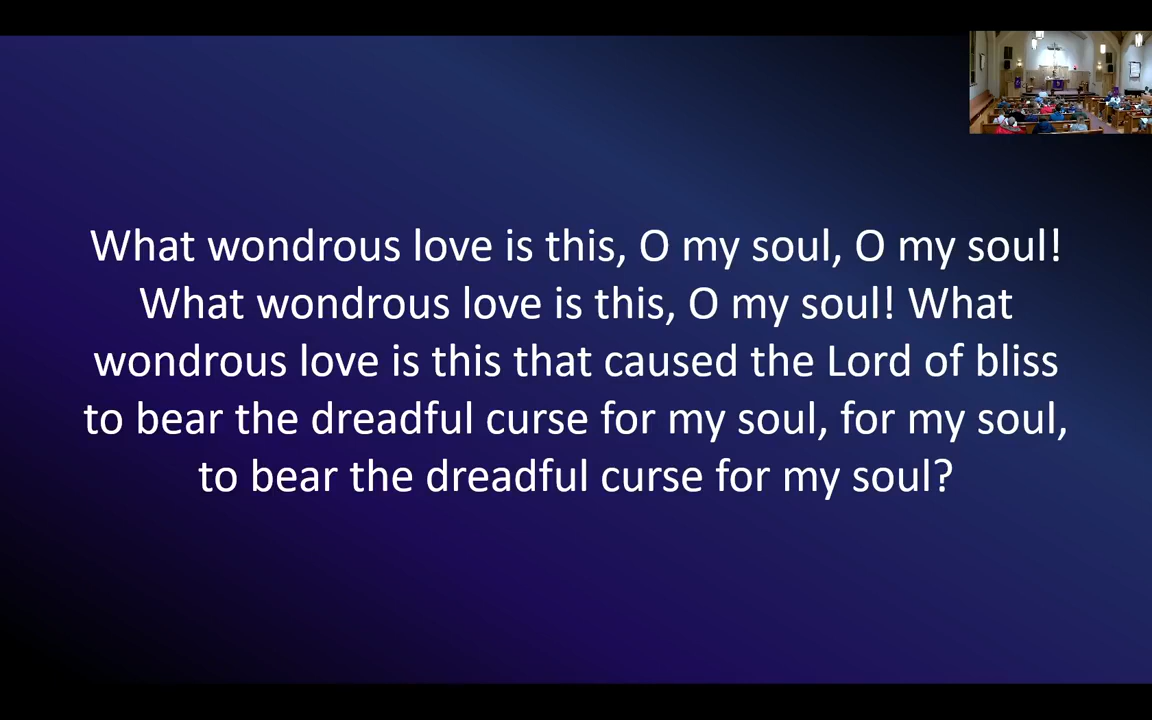 What wondrous love is this, O my soul, O my soul!
What wondrous love is this, O my soul! What
wondrous love is this that caused the Lord of bliss
to bear the dreadful curse for my soul, for my soul,
to bear the dreadful curse for my soul?